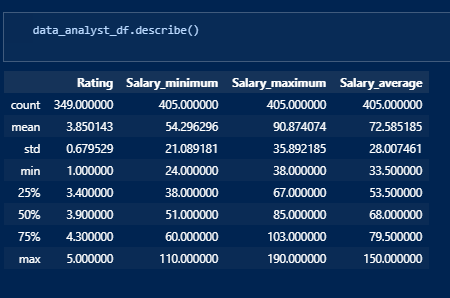 data_analyst_df.describe()
Rating Salary_minimum Salary_maximum Salary_average
count 349.000000 405.000000 405.000000 405.000000
mean 3.850143 54.296296 90.874074 72.585185
std 0.679529 21.089181 35.892185 28.007461
min 1.000000 24.000000 38.000000 33.500000
25% 3.400000 38.000000 67.000000 53.500000
50% 3.900000 51.000000 85.000000 68.000000
75% 4.300000 60.000000 103.000000 79.500000
max 5.000000 110.000000 190.000000 150.000000